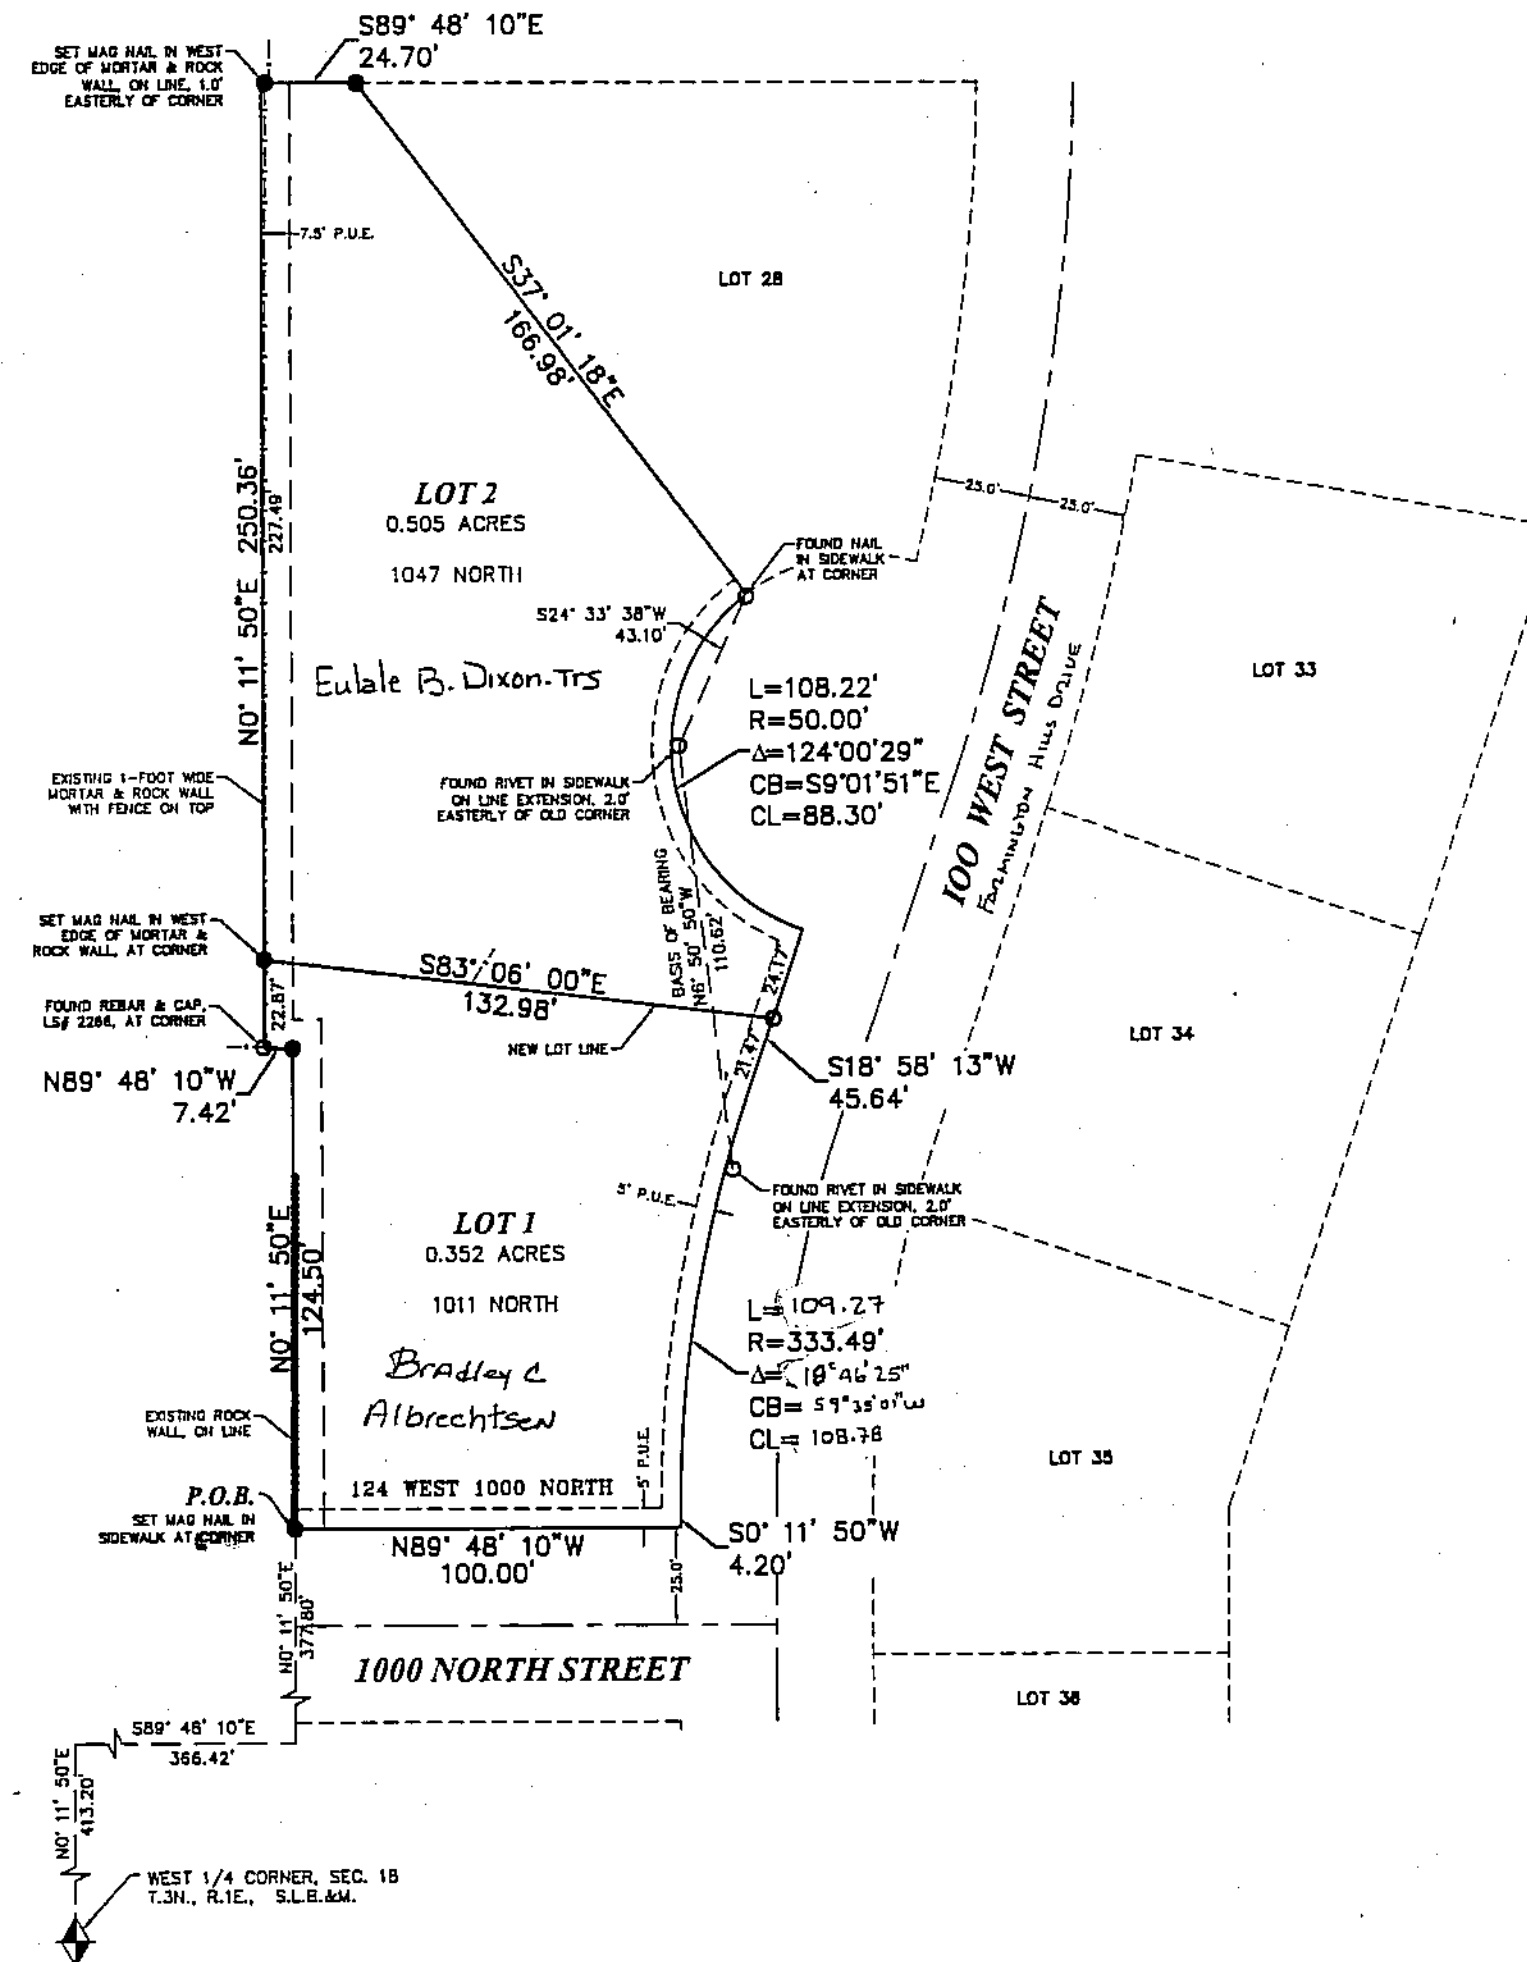 S89° 48' 10"E
24.70'
SET MAG NAIL IN WEST
EDGE OF MORTAR & ROCK
WALL, ON LINE, 1.0'
EASTERLY OF CORNER
7.5' P.U.E.
LOT 28
S37° 01' 18"E
166.98'
N0° 11' 50"E 250.36'
227.49'
LOT 2
0.505 ACRES
1047 NORTH
25.0'
25.0'
FOUND NAIL
IN SIDEWALK
AT CORNER
S24° 33' 38"W
43.10'
Eulale B. Dixon-Trs
L=108.22'
R=50.00'
Δ=124°00'29"
CB=S9°01'51"E
CL=88.30'
100 WEST STREET
FARMINGTON HILLS DRIVE
LOT 33
EXISTING 1-FOOT WIDE
MORTAR & ROCK WALL
WITH FENCE ON TOP
FOUND RIVET IN SIDEWALK
ON LINE EXTENSION, 2.0'
EASTERLY OF OLD CORNER
BASIS OF BEARING
N6° 50' 50"W
110.62'
SET MAG NAIL IN WEST
EDGE OF MORTAR &
ROCK WALL, AT CORNER
S83° 06' 00"E
132.98'
24.17'
22.87'
FOUND REBAR & CAP,
LS# 2286, AT CORNER
NEW LOT LINE
21.47'
LOT 34
N89° 48' 10"W
7.42'
S18° 58' 13"W
45.64'
5' P.U.E.
FOUND RIVET IN SIDEWALK
ON LINE EXTENSION, 2.0'
EASTERLY OF OLD CORNER
N0° 11' 50"E
124.50'
LOT 1
0.352 ACRES
1011 NORTH
Bradley C
Albrechtsen
L= 109.27
R=333.49'
Δ= 18°46'25"
CB= S9°35'01"W
CL= 108.78
EXISTING ROCK
WALL, ON LINE
5' P.U.E.
LOT 35
124 WEST 1000 NORTH
P.O.B.
SET MAG NAIL IN
SIDEWALK AT CORNER
N89° 48' 10"W
100.00'
S0° 11' 50"W
4.20'
25.0'
N0° 11' 50"E
377.80'
1000 NORTH STREET
LOT 36
S89° 48' 10"E
366.42'
N0° 11' 50"E
413.20'
WEST 1/4 CORNER, SEC. 18
T.3N., R.1E., S.L.B.&M.